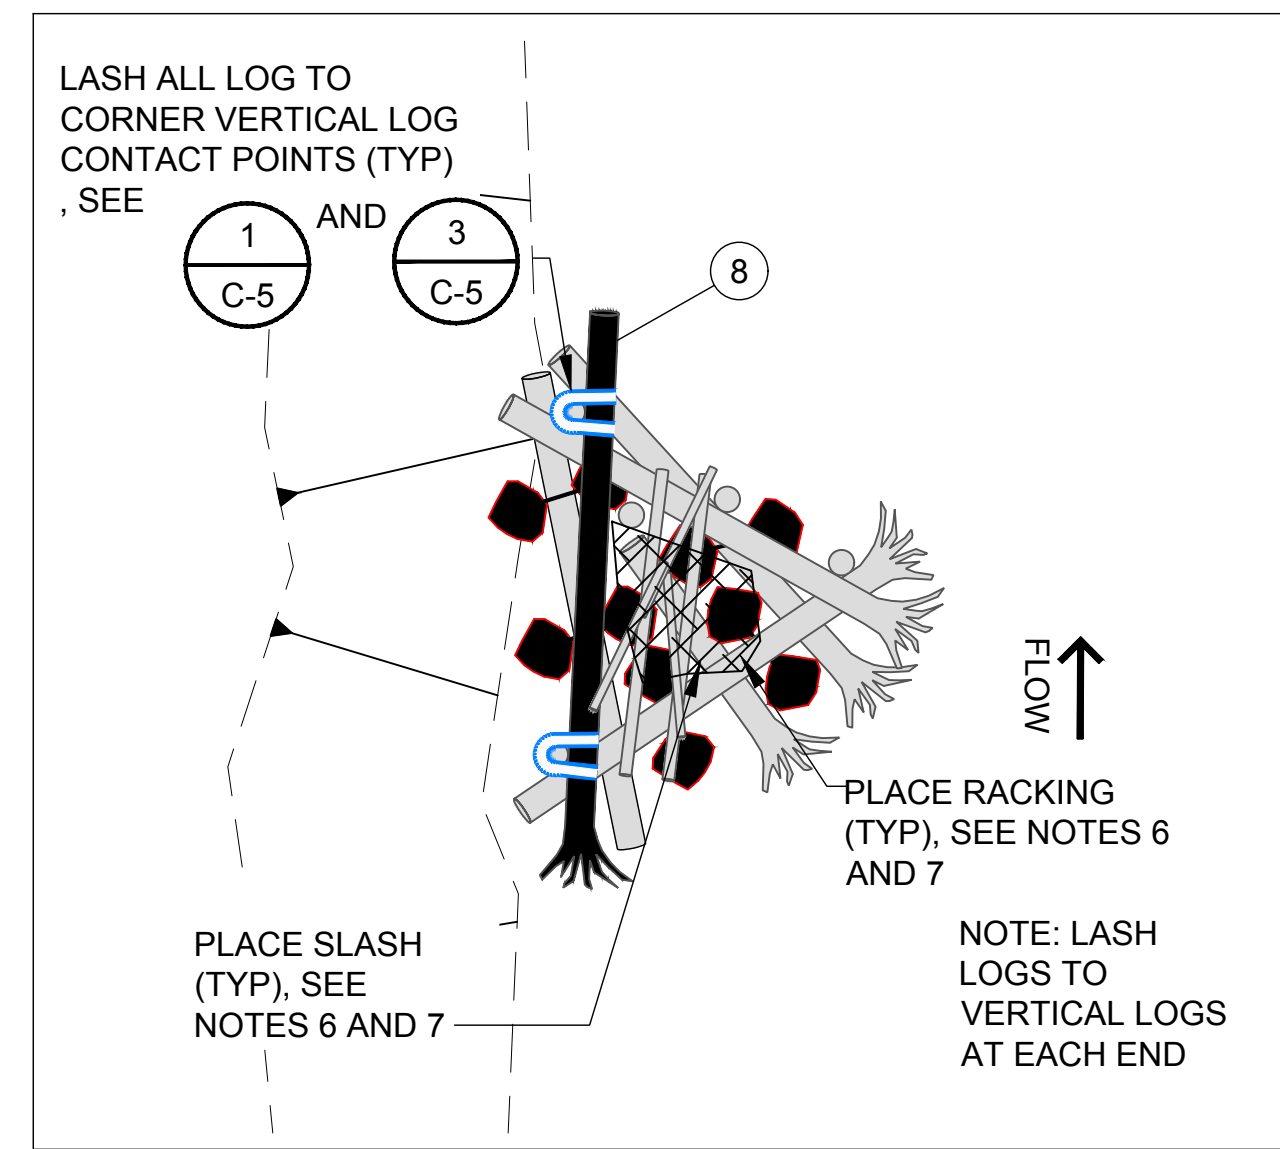 LASH ALL LOG TO
CORNER VERTICAL LOG
CONTACT POINTS (TYP)
, SEE
1
C-5
AND
3
C-5
8
FLOW
PLACE RACKING
(TYP), SEE NOTES 6
AND 7
PLACE SLASH
(TYP), SEE
NOTES 6 AND 7
NOTE: LASH
LOGS TO
VERTICAL LOGS
AT EACH END